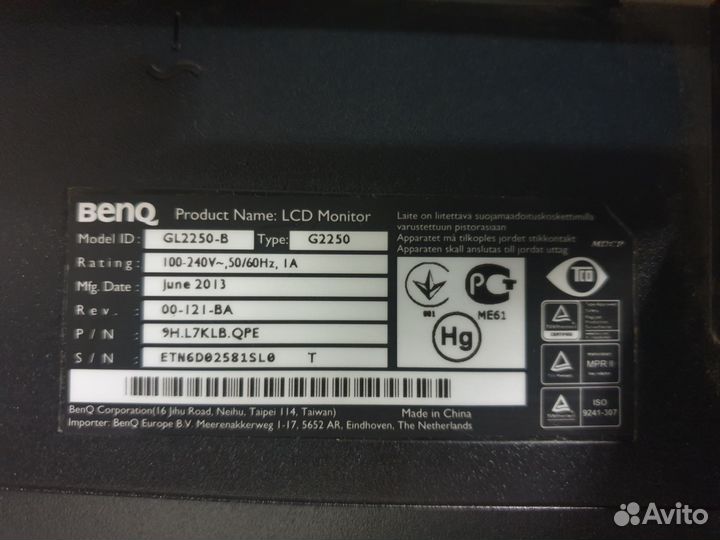 BenQ Product Name: LCD Monitor
Model ID: GL2250-B Type: G2250
Rating: 100-240V~,50/60Hz, 1A
Mfg. Date: June 2013
Rev. 00-121-BA
P/N 9H.L7KLB.QPE
S/N ETN6D02581SL0 T
BenQ Corporation(16 Jihu Road, Neihu, Taipei 114, Taiwan) Made in China
Importer: BenQ Europe B.V. Meerenakkerweg 1-17, 5652 AR, Eindhoven, The Netherlands
Laite on liitettävä suojamaadoituskoskettimilla
varustettuun pistorasiaan
Apparatet må tilkoples jordet stikkontakt
Apparaten skall anslutas till jordat uttag
001
ME61
Hg
TCO
TÜV
CERTIFIED
MPR II
ISO
9241-307
Avito